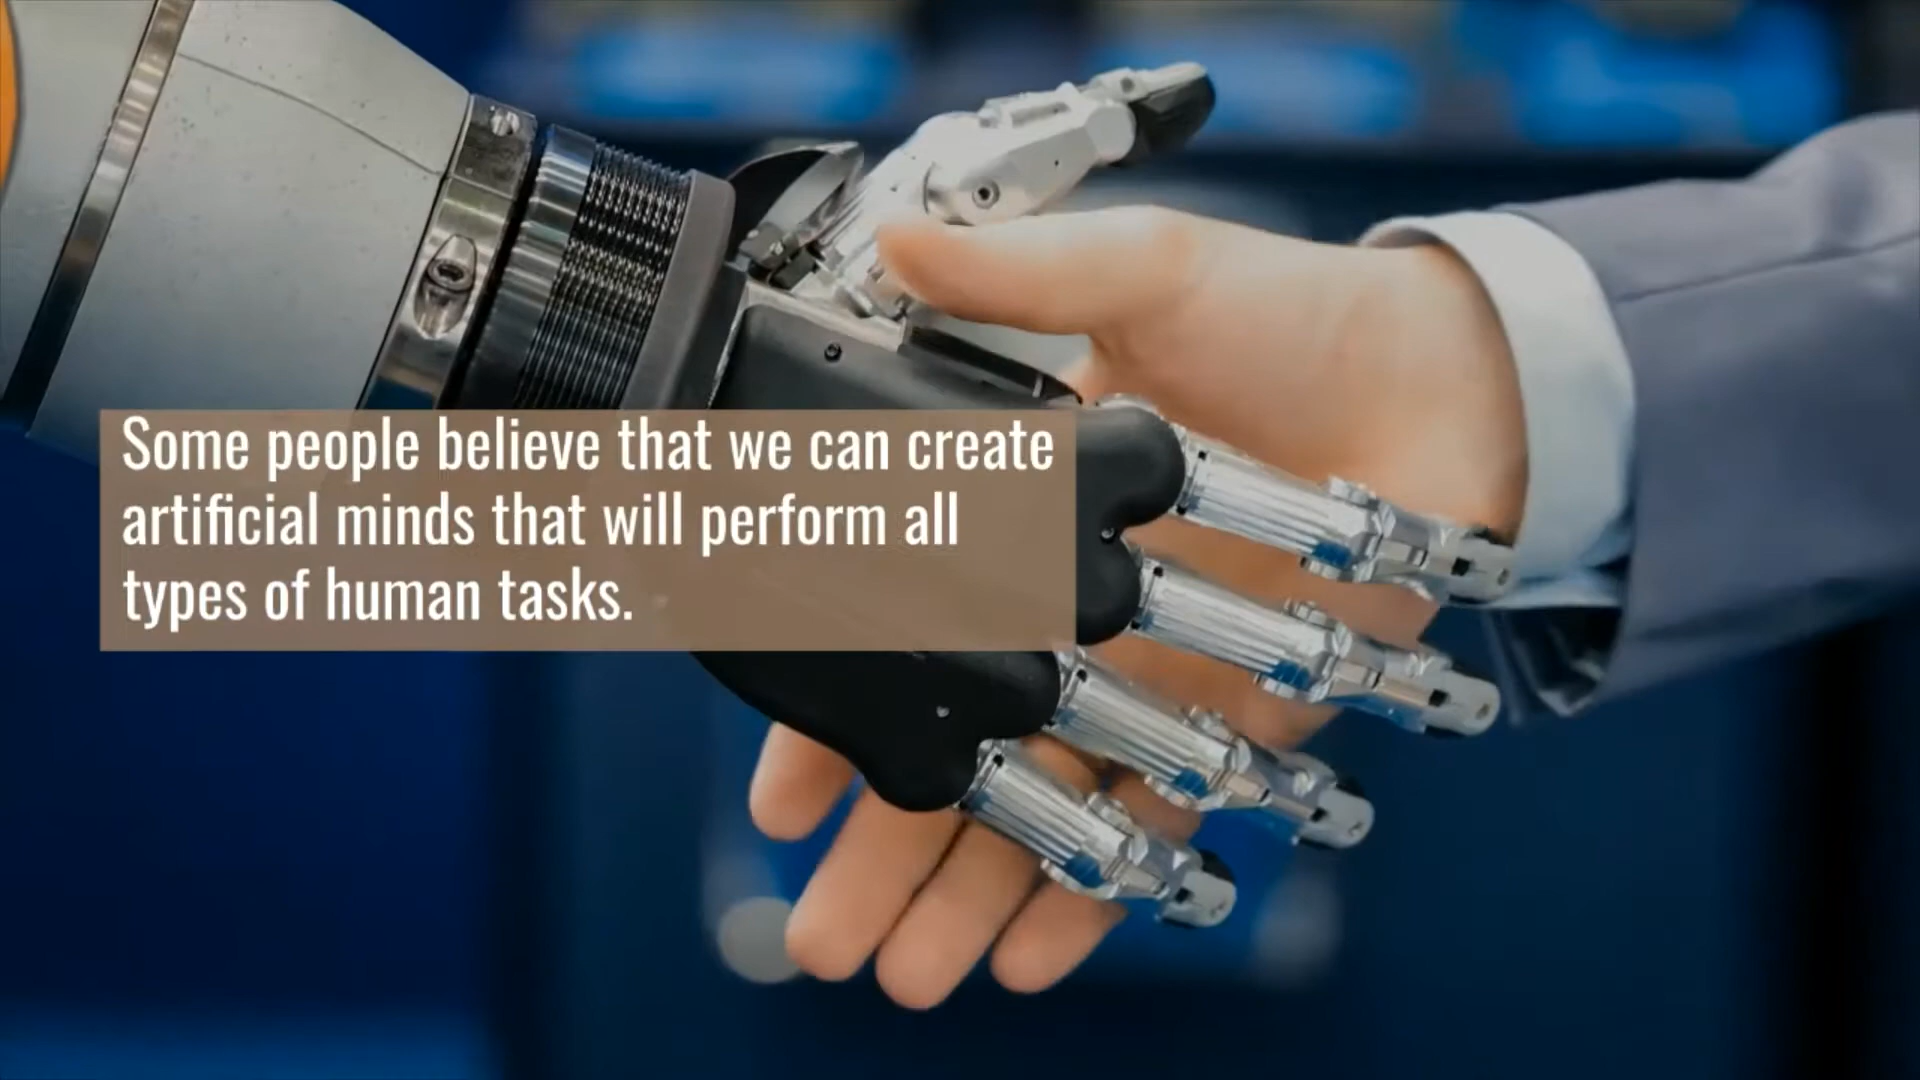 Some people believe that we can create
artificial minds that will perform all
types of human tasks.